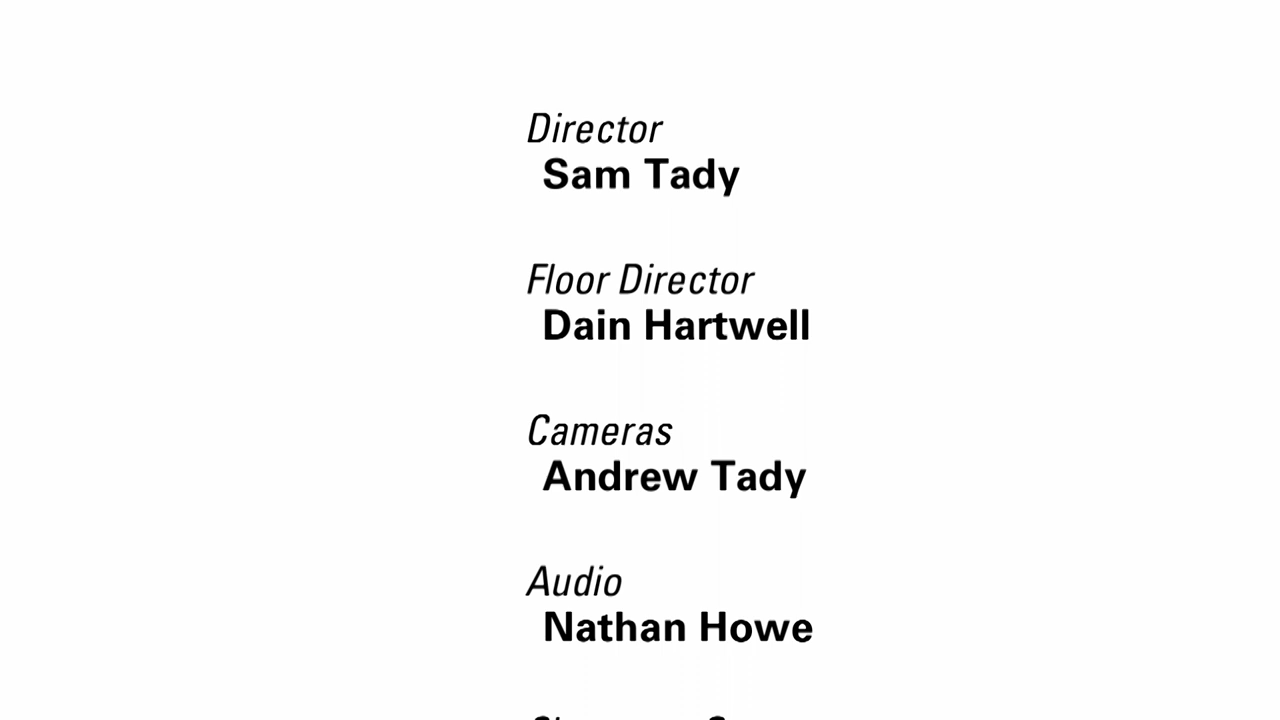 Director
Sam Tady
Floor Director
Dain Hartwell
Cameras
Andrew Tady
Audio
Nathan Howe